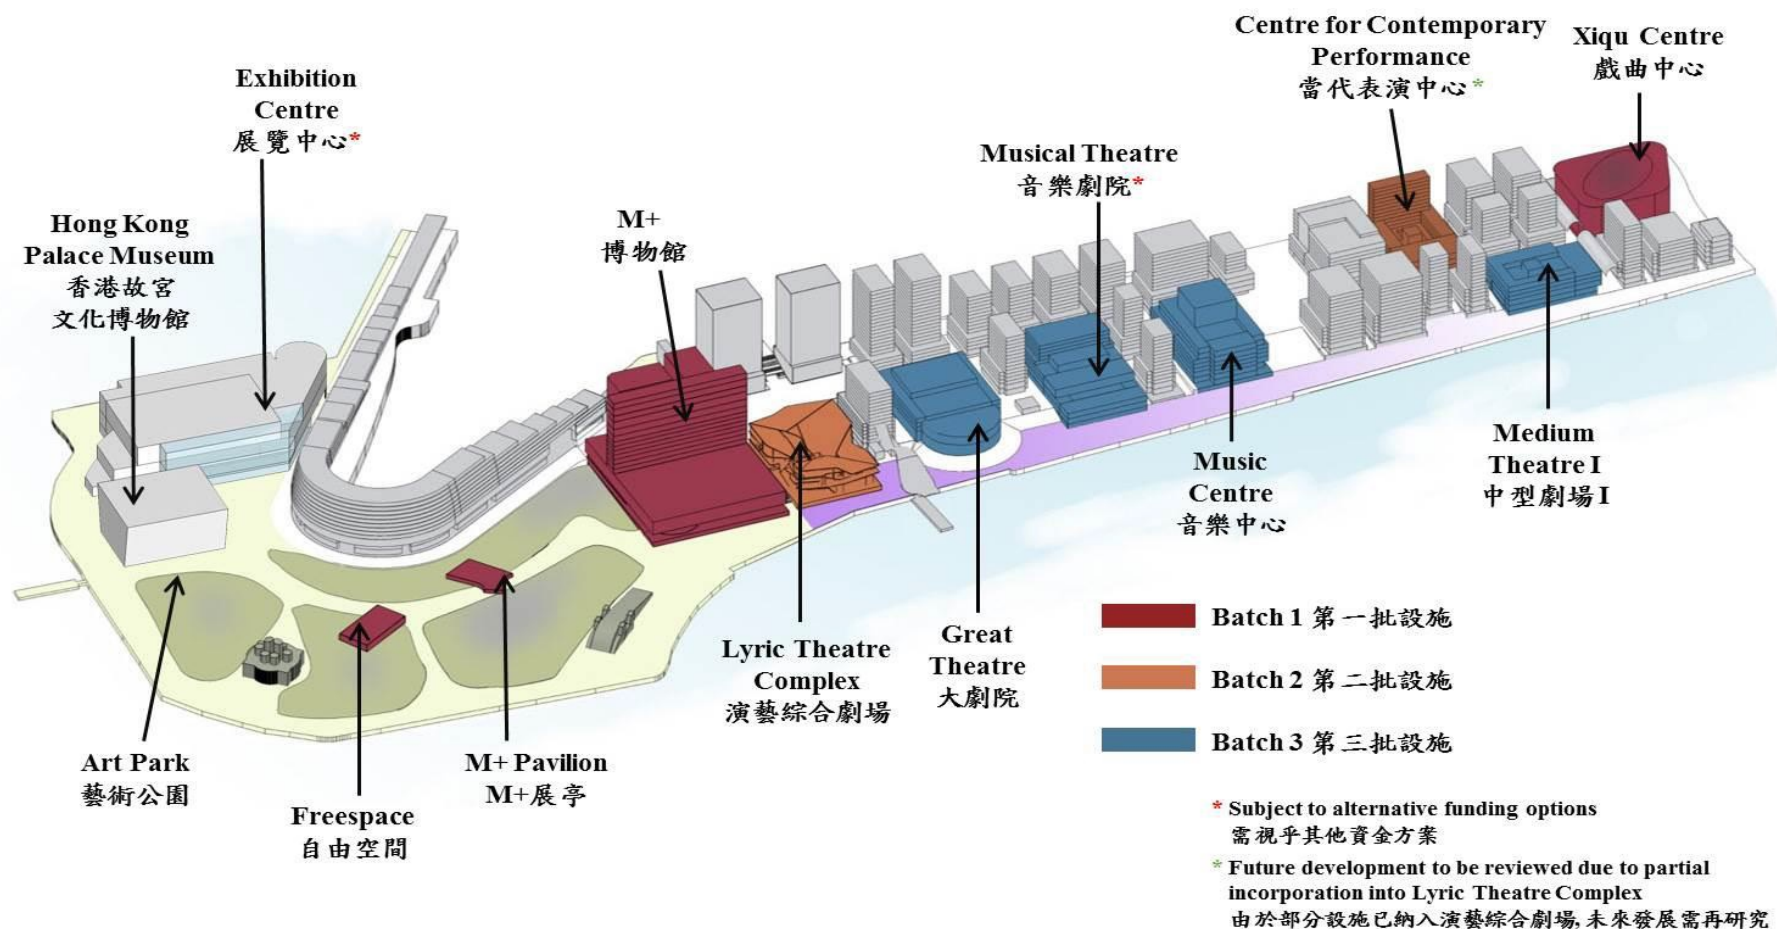 Centre for Contemporary
Performance
當代表演中心*
Xiqu Centre
戲曲中心
Exhibition
Centre
展覽中心*
Musical Theatre
音樂劇院*
Hong Kong
Palace Museum
香港故宮
文化博物館
M+
博物館
Medium
Theatre I
中型劇場 I
Music
Centre
音樂中心
Lyric Theatre
Complex
演藝綜合劇場
Great
Theatre
大劇院
Art Park
藝術公園
Freespace
自由空間
M+ Pavilion
M+展亭
Batch 1 第一批設施
Batch 2 第二批設施
Batch 3 第三批設施
* Subject to alternative funding options
需視乎其他資金方案
* Future development to be reviewed due to partial
incorporation into Lyric Theatre Complex
由於部分設施已納入演藝綜合劇場, 未來發展需再研究